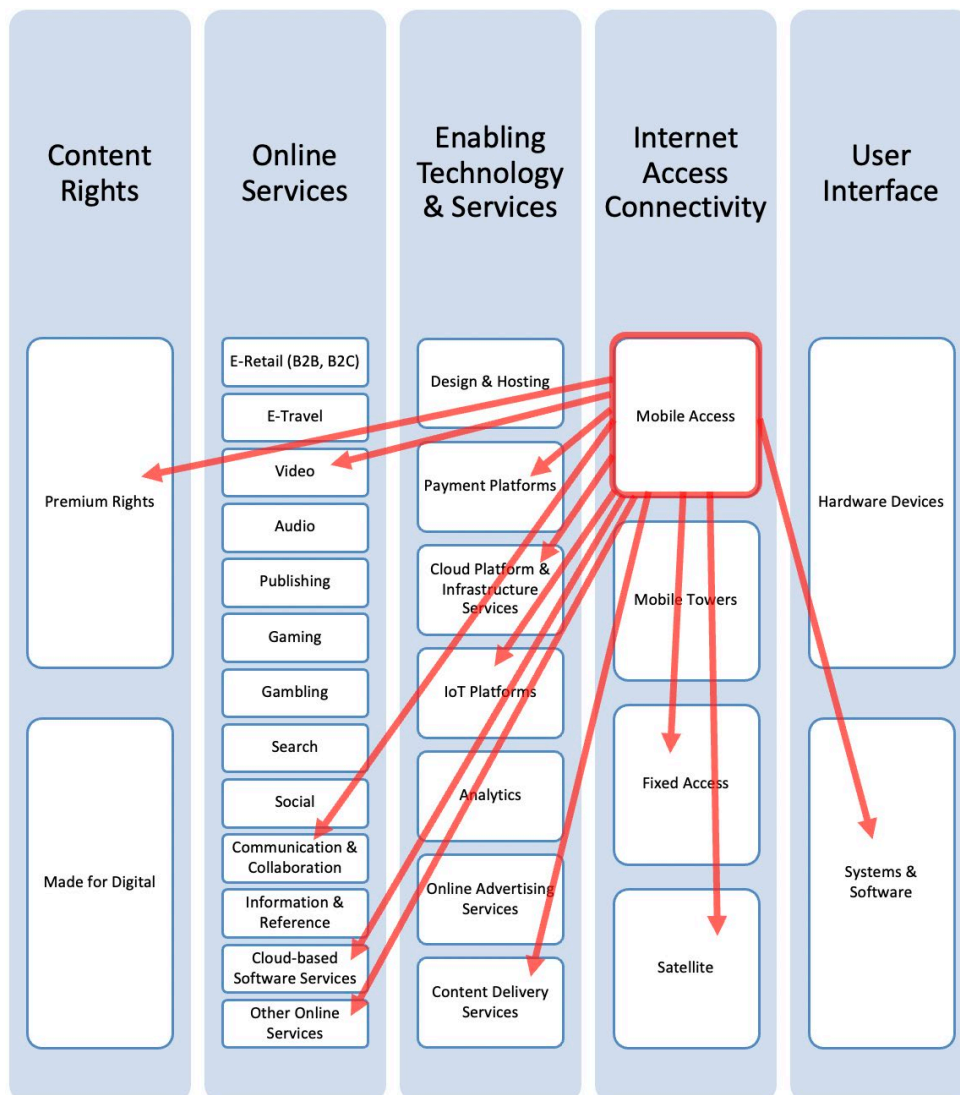 Content
Rights
Online
Services
Enabling
Technology
& Services
Internet
Access
Connectivity
User
Interface
Premium Rights
Made for Digital
E-Retail (B2B, B2C)
E-Travel
Video
Audio
Publishing
Gaming
Gambling
Search
Social
Communication &
Collaboration
Information &
Reference
Cloud-based
Software Services
Other Online
Services
Design & Hosting
Payment Platforms
Cloud Platform &
Infrastructure
Services
IoT Platforms
Analytics
Online Advertising
Services
Content Delivery
Services
Mobile Access
Mobile Towers
Fixed Access
Satellite
Hardware Devices
Systems &
Software